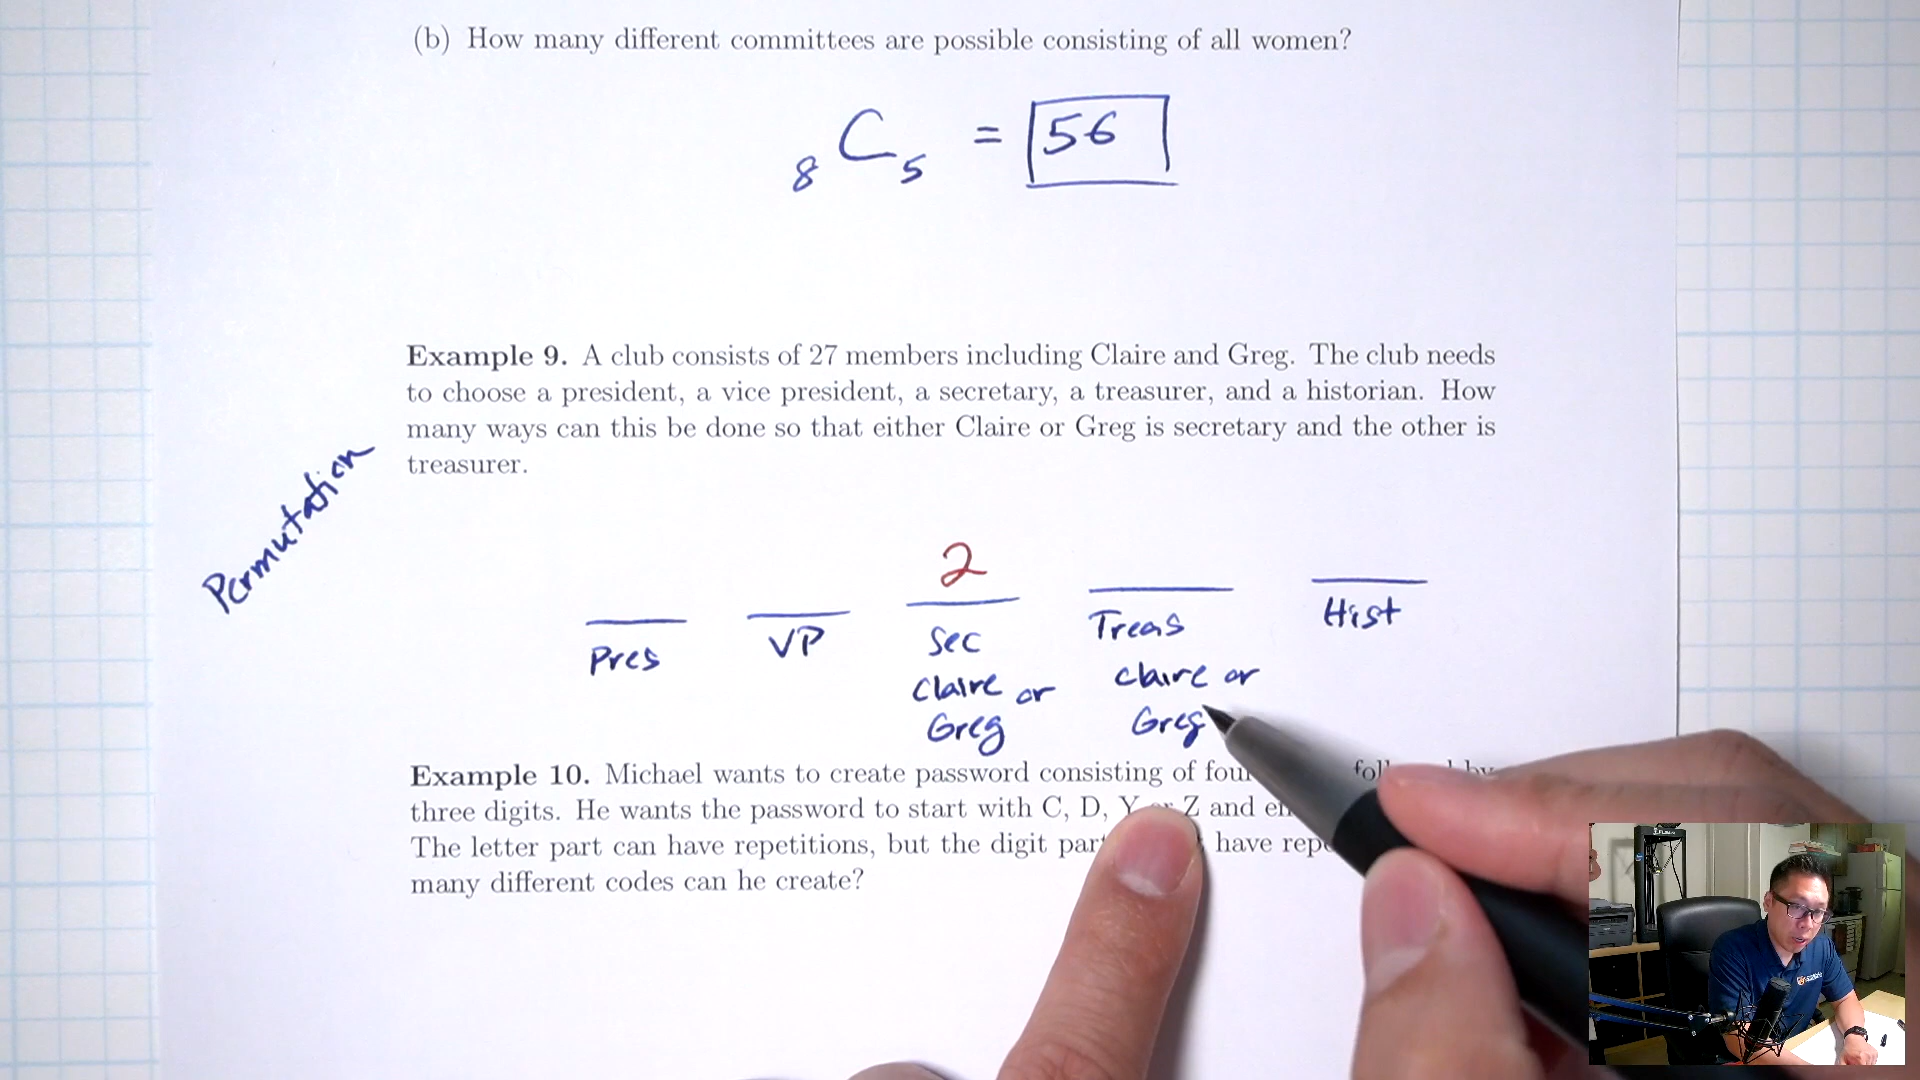 (b) How many different committees are possible consisting of all women?
8 C 5 = 56
Example 9. A club consists of 27 members including Claire and Greg. The club needs
to choose a president, a vice president, a secretary, a treasurer, and a historian. How
many ways can this be done so that either Claire or Greg is secretary and the other is
treasurer.
Permutation
2
Pres VP Sec Treas Hist
Claire or Claire or
Greg Greg
Example 10. Michael wants to create password consisting of four
three digits. He wants the password to start with C, D, Y or Z and
The letter part can have repetitions, but the digit part have
many different codes can he create?